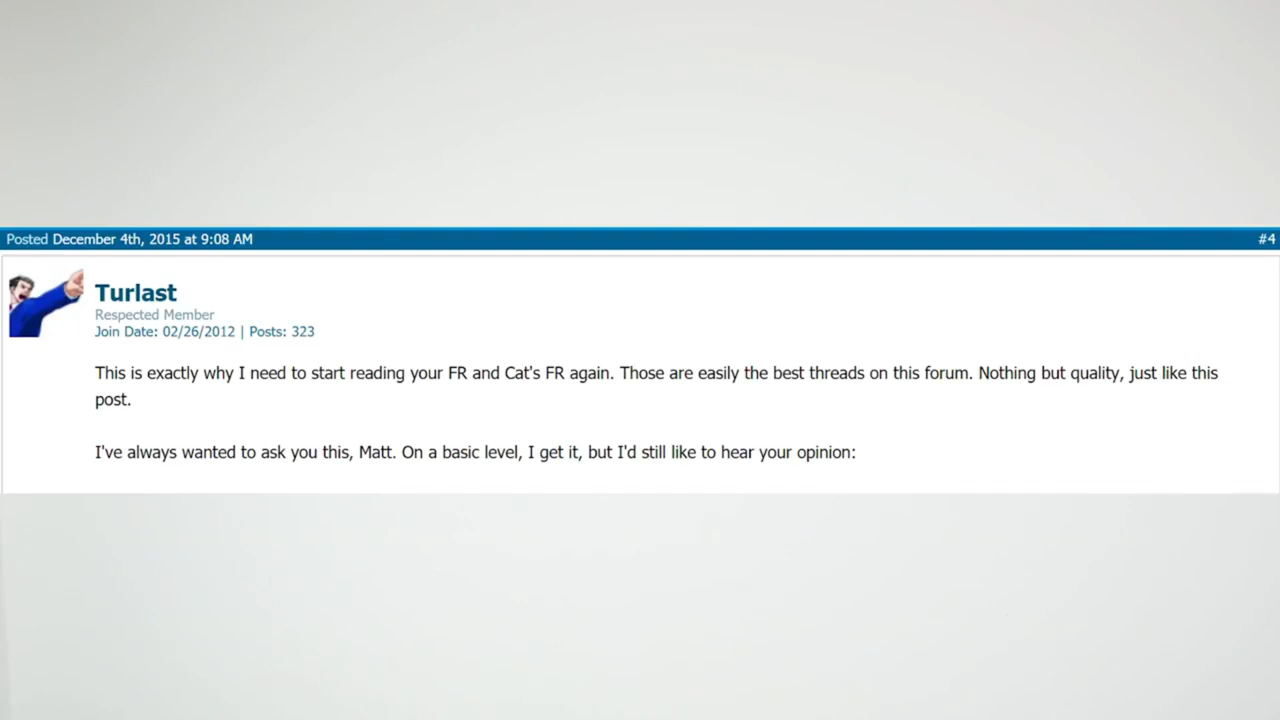 Posted December 4th, 2015 at 9:08 AM #4
Turlast
Respected Member
Join Date: 02/26/2012 | Posts: 323
This is exactly why I need to start reading your FR and Cat's FR again. Those are easily the best threads on this forum. Nothing but quality, just like this
post.
I've always wanted to ask you this, Matt. On a basic level, I get it, but I'd still like to hear your opinion: